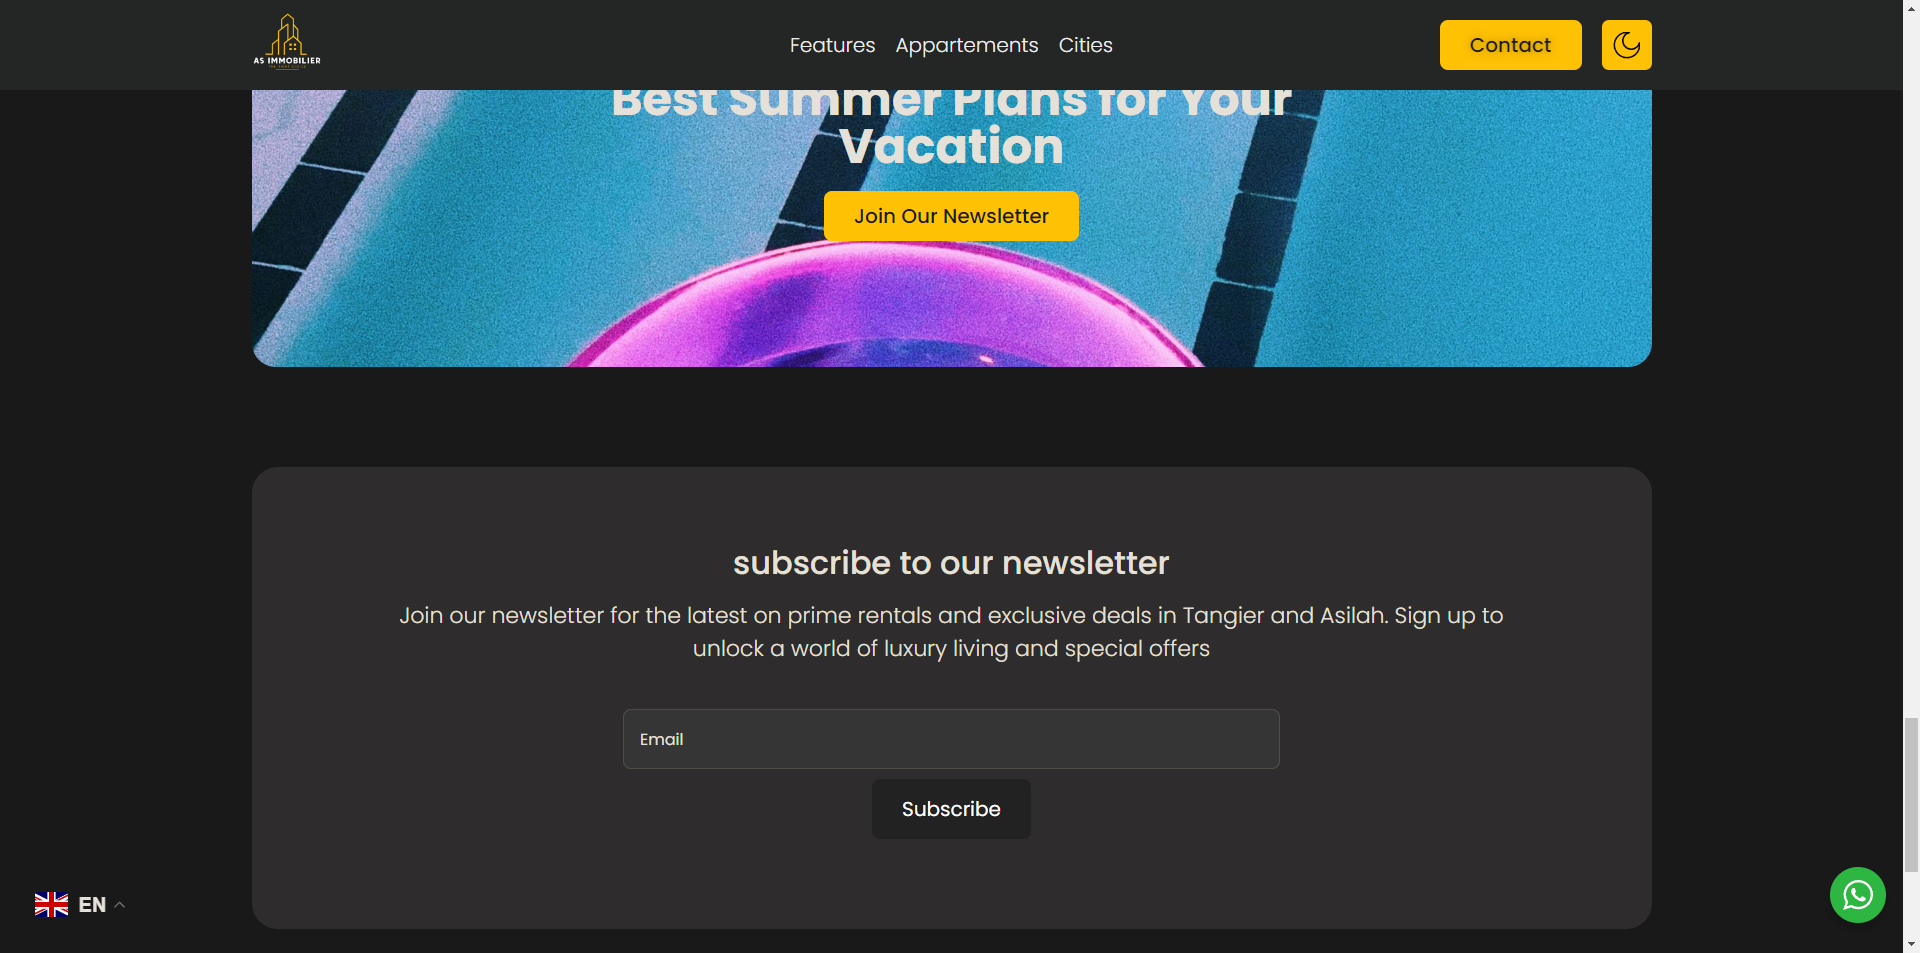 AS IMMOBILIER
Features Appartements Cities
Contact
Best Summer Plans for Your
Vacation
Join Our Newsletter
subscribe to our newsletter
Join our newsletter for the latest on prime rentals and exclusive deals in Tangier and Asilah. Sign up to
unlock a world of luxury living and special offers
Email
Subscribe
EN